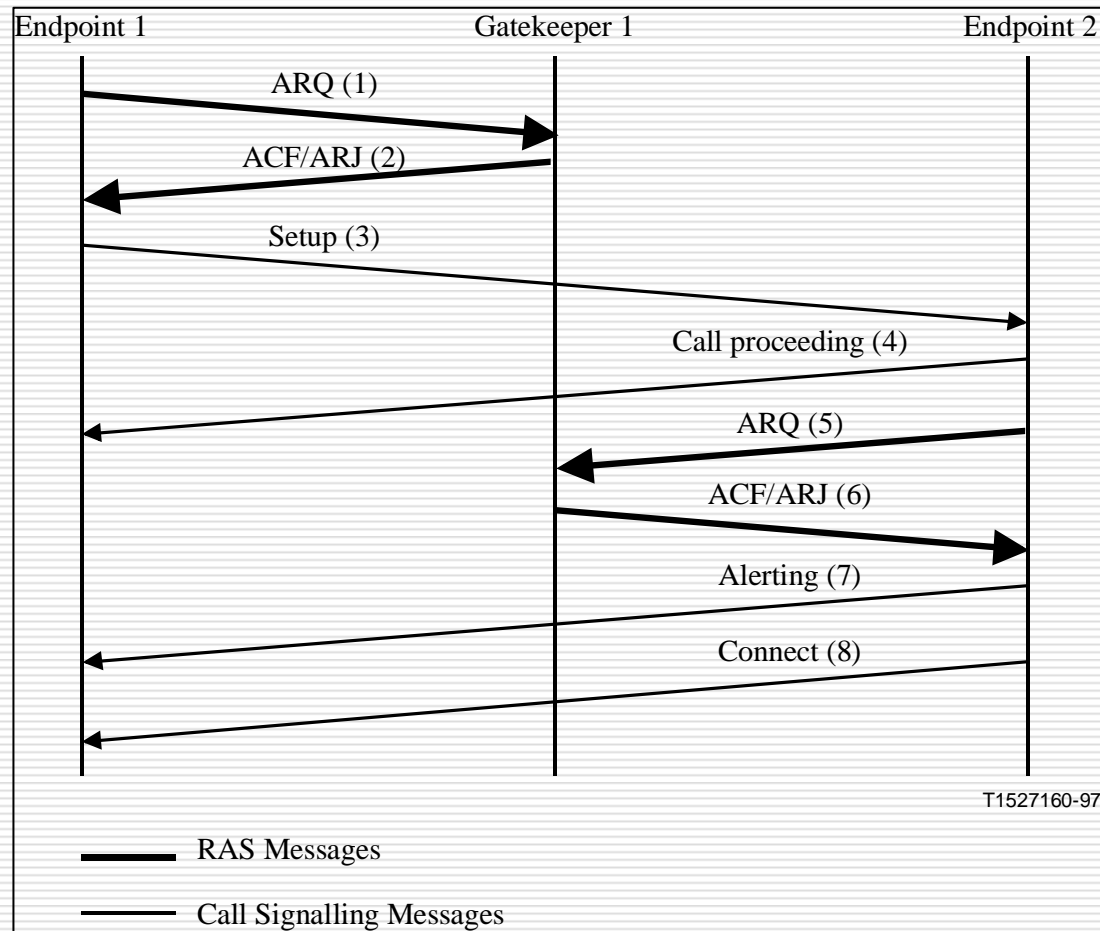 Endpoint 1
Gatekeeper 1
Endpoint 2
ARQ (1)
ACF/ARJ (2)
Setup (3)
Call proceeding (4)
ARQ (5)
ACF/ARJ (6)
Alerting (7)
Connect (8)
T1527160-97
RAS Messages
Call Signalling Messages